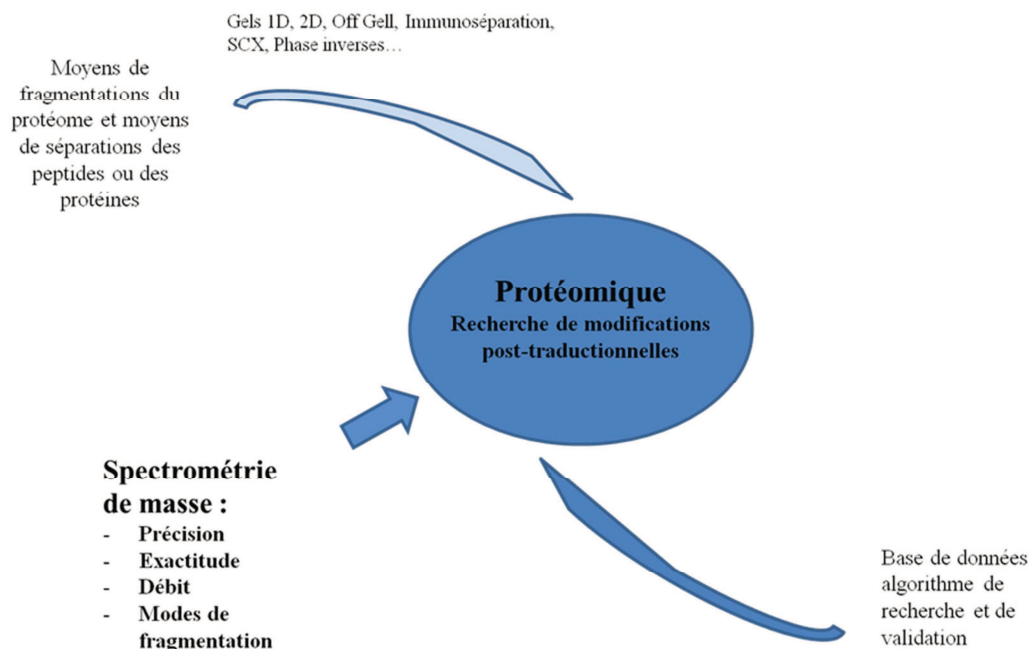 Gels 1D, 2D, Off Gell, Immunoséparation,
SCX, Phase inverses…
Moyens de
fragmentations du
protéome et moyens
de séparations des
peptides ou des
protéines
Protéomique
Recherche de modifications
post-traductionnelles
Spectrométrie
de masse :
- Précision
- Exactitude
- Débit
- Modes de
fragmentation
Base de données
algorithme de
recherche et de
validation